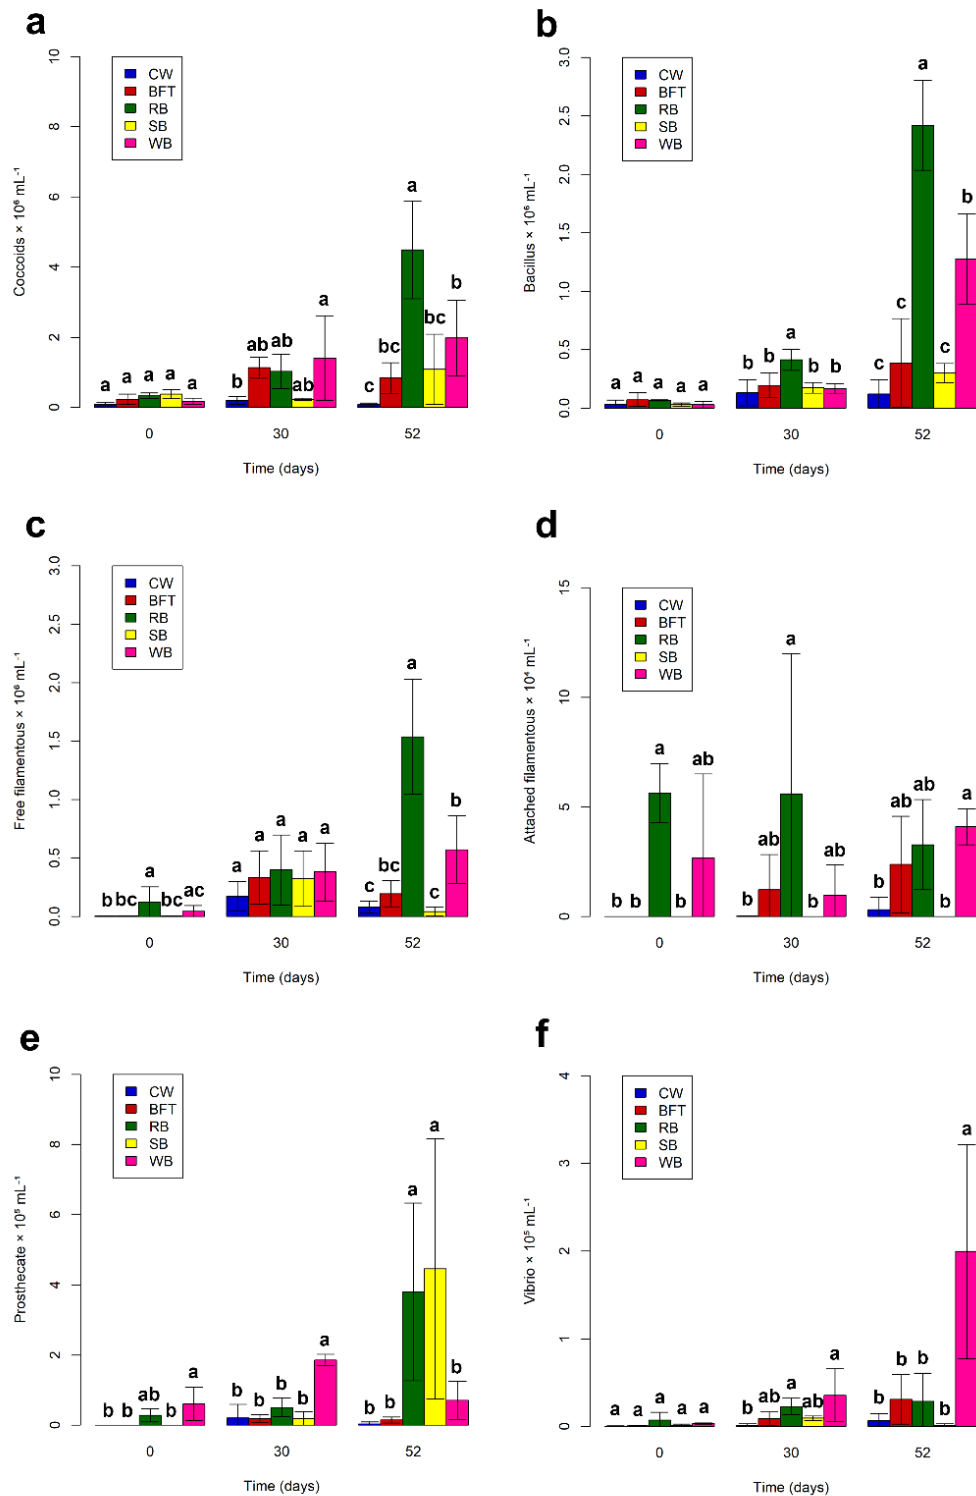 a
10
8
6
4
2
0
Coccoids × 10⁶ mL⁻¹
CW
BFT
RB
SB
WB
a a a a a
b ab ab ab a
c bc a bc b
0 30 52
Time (days)
b
3.0
2.5
2.0
1.5
1.0
0.5
0.0
Bacillus × 10⁶ mL⁻¹
CW
BFT
RB
SB
WB
a a a a a
b b a b b
c c a c b
0 30 52
Time (days)
c
3.0
2.5
2.0
1.5
1.0
0.5
0.0
Free filamentous × 10⁶ mL⁻¹
CW
BFT
RB
SB
WB
b bc a bc ac
a a a a a
c bc a c b
0 30 52
Time (days)
d
15
10
5
0
Attached filamentous × 10⁴ mL⁻¹
CW
BFT
RB
SB
WB
b b a b ab
b ab a b ab
b ab ab b a
0 30 52
Time (days)
e
10
8
6
4
2
0
Prosthecate × 10⁵ mL⁻¹
CW
BFT
RB
SB
WB
b b ab b a
b b b b a
b b a a b
0 30 52
Time (days)
f
4
3
2
1
0
Vibrio × 10⁵ mL⁻¹
CW
BFT
RB
SB
WB
a a a a a
b ab a ab a
b b b b a
0 30 52
Time (days)